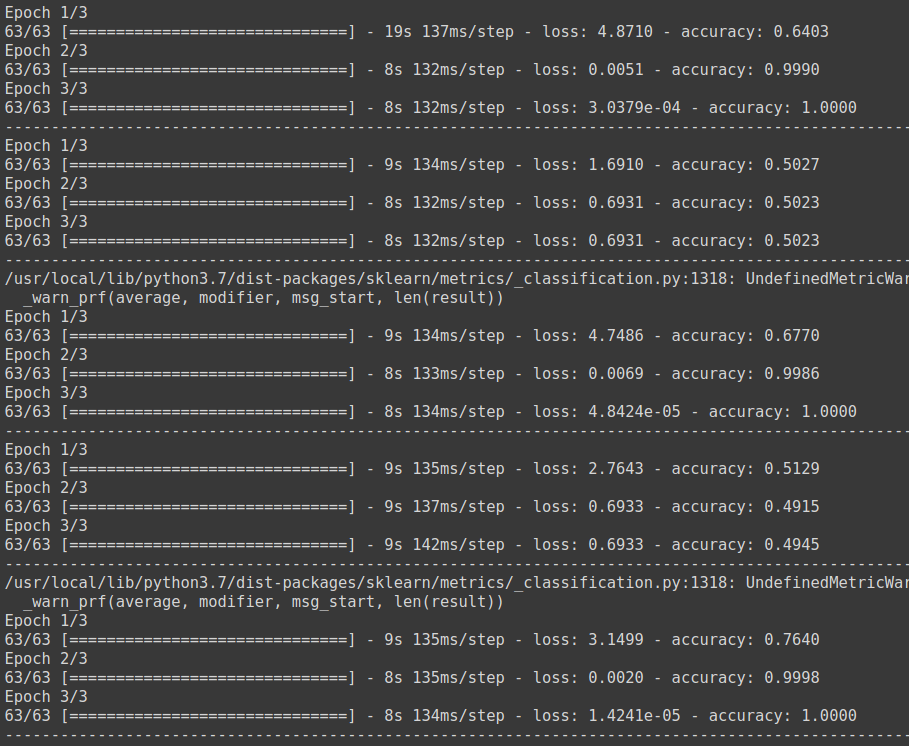 Epoch 1/3
63/63 [==============================] - 19s 137ms/step - loss: 4.8710 - accuracy: 0.6403
Epoch 2/3
63/63 [==============================] - 8s 132ms/step - loss: 0.0051 - accuracy: 0.9990
Epoch 3/3
63/63 [==============================] - 8s 132ms/step - loss: 3.0379e-04 - accuracy: 1.0000
--------------------------------------------------------------------------------------------------
Epoch 1/3
63/63 [==============================] - 9s 134ms/step - loss: 1.6910 - accuracy: 0.5027
Epoch 2/3
63/63 [==============================] - 8s 132ms/step - loss: 0.6931 - accuracy: 0.5023
Epoch 3/3
63/63 [==============================] - 8s 132ms/step - loss: 0.6931 - accuracy: 0.5023
--------------------------------------------------------------------------------------------------
/usr/local/lib/python3.7/dist-packages/sklearn/metrics/_classification.py:1318: UndefinedMetricWar
  _warn_prf(average, modifier, msg_start, len(result))
Epoch 1/3
63/63 [==============================] - 9s 134ms/step - loss: 4.7486 - accuracy: 0.6770
Epoch 2/3
63/63 [==============================] - 8s 133ms/step - loss: 0.0069 - accuracy: 0.9986
Epoch 3/3
63/63 [==============================] - 8s 134ms/step - loss: 4.8424e-05 - accuracy: 1.0000
--------------------------------------------------------------------------------------------------
Epoch 1/3
63/63 [==============================] - 9s 135ms/step - loss: 2.7643 - accuracy: 0.5129
Epoch 2/3
63/63 [==============================] - 9s 137ms/step - loss: 0.6933 - accuracy: 0.4915
Epoch 3/3
63/63 [==============================] - 9s 142ms/step - loss: 0.6933 - accuracy: 0.4945
--------------------------------------------------------------------------------------------------
/usr/local/lib/python3.7/dist-packages/sklearn/metrics/_classification.py:1318: UndefinedMetricWar
  _warn_prf(average, modifier, msg_start, len(result))
Epoch 1/3
63/63 [==============================] - 9s 135ms/step - loss: 3.1499 - accuracy: 0.7640
Epoch 2/3
63/63 [==============================] - 8s 135ms/step - loss: 0.0020 - accuracy: 0.9998
Epoch 3/3
63/63 [==============================] - 8s 134ms/step - loss: 1.4241e-05 - accuracy: 1.0000
--------------------------------------------------------------------------------------------------